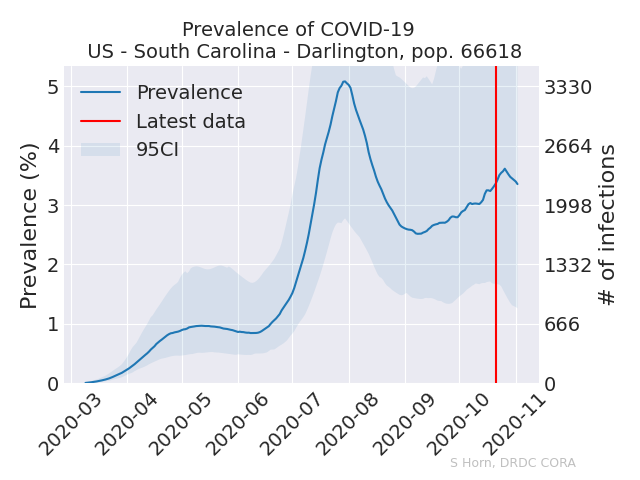 Prevalence of COVID-19
US - South Carolina - Darlington, pop. 66618
Prevalence
Latest data
95CI
Prevalence (%)
5
4
3
2
1
0
# of infections
3330
2664
1998
1332
666
0
2020-03
2020-04
2020-05
2020-06
2020-07
2020-08
2020-09
2020-10
2020-11
S Horn, DRDC CORA